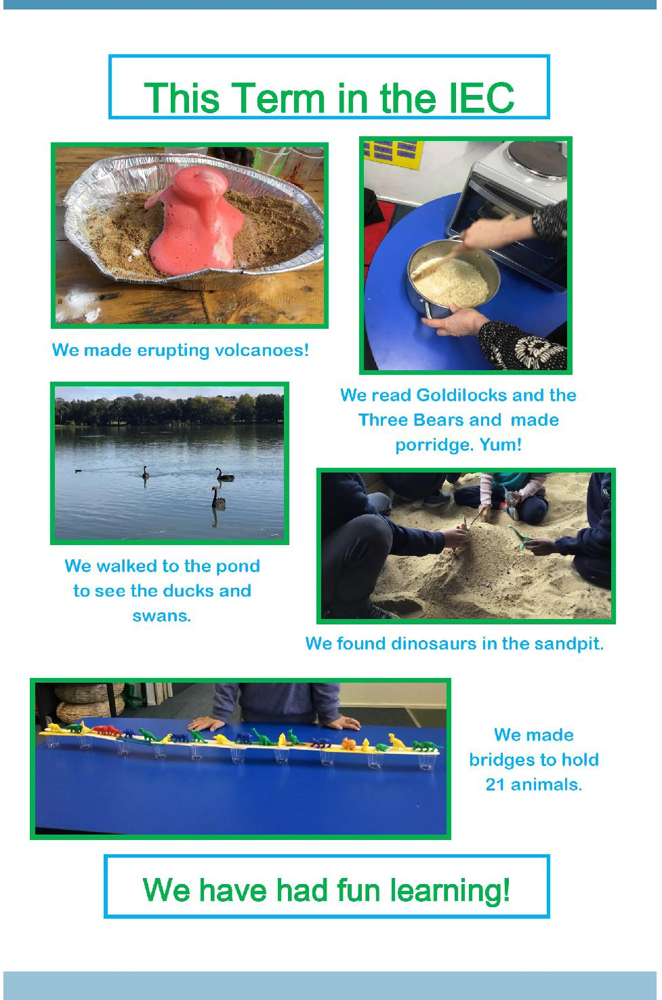 This Term in the IEC
We made erupting volcanoes!
We read Goldilocks and the
Three Bears and  made
porridge. Yum!
We walked to the pond
to see the ducks and
swans.
We found dinosaurs in the sandpit.
We made
bridges to hold
21 animals.
We have had fun learning!